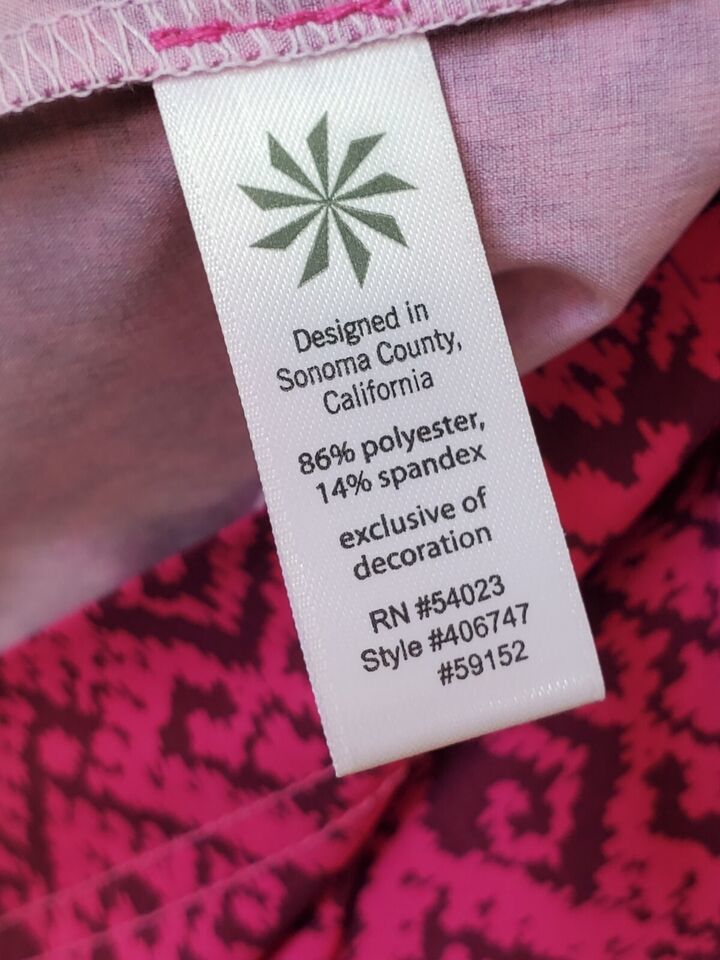 Designed in
Sonoma County,
California
86% polyester,
14% spandex
exclusive of
decoration
RN #54023
Style #406747
#59152